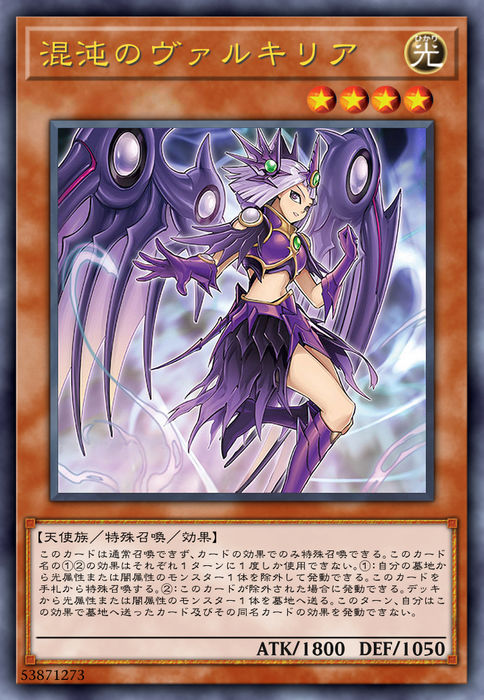 混沌のヴァルキリア
ひかり
光
【天使族／特殊召喚／効果】
このカードは通常召喚できず、カードの効果でのみ特殊召喚できる。このカード
名の①②の効果はそれぞれ１ターンに１度しか使用できない。①：自分の墓地か
ら光属性または闇属性のモンスター１体を除外して発動できる。このカードを
手札から特殊召喚する。②：このカードが除外された場合に発動できる。デッキ
から光属性または闇属性のモンスター１体を墓地へ送る。このターン、自分はこ
の効果で墓地へ送ったカード及びその同名カードの効果を発動できない。
ATK/1800 DEF/1050
53871273